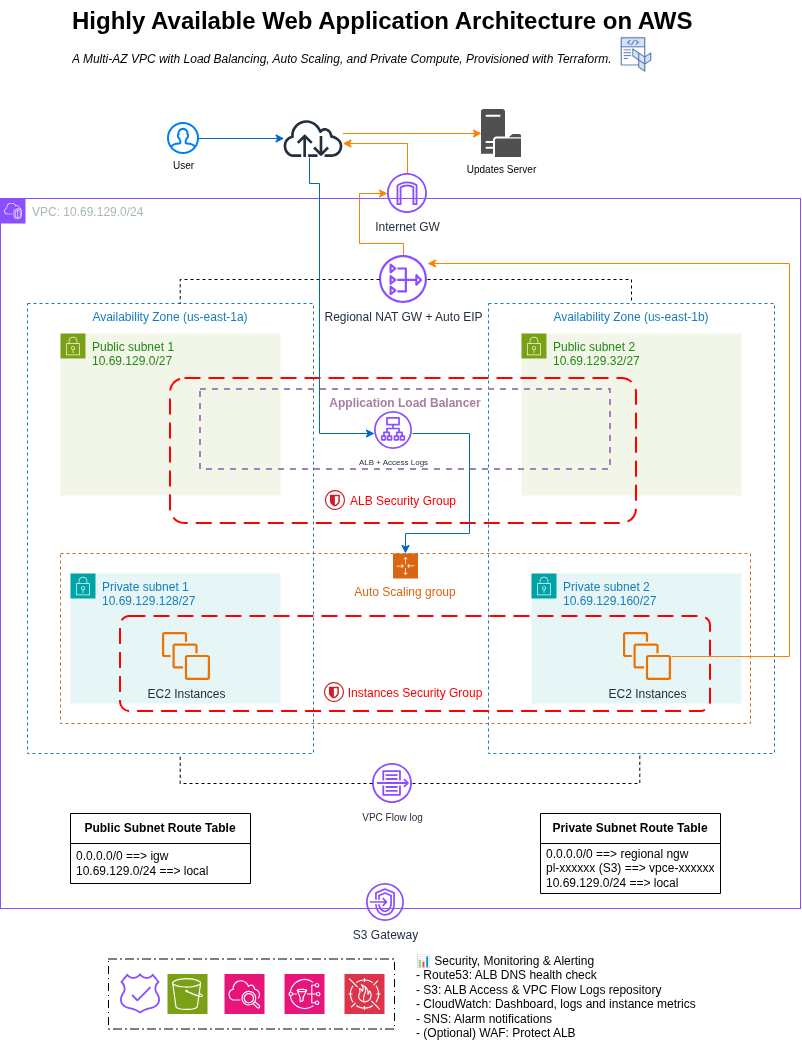 Highly Available Web Application Architecture on AWS
A Multi-AZ VPC with Load Balancing, Auto Scaling, and Private Compute, Provisioned with Terraform.
User
Updates Server
Internet GW
VPC: 10.69.129.0/24
Regional NAT GW + Auto EIP
Availability Zone (us-east-1a)
Availability Zone (us-east-1b)
Public subnet 1
10.69.129.0/27
Public subnet 2
10.69.129.32/27
Application Load Balancer
ALB + Access Logs
ALB Security Group
Auto Scaling group
Private subnet 1
10.69.129.128/27
Private subnet 2
10.69.129.160/27
EC2 Instances
Instances Security Group
EC2 Instances
VPC Flow log
Public Subnet Route Table
0.0.0.0/0 ==> igw
10.69.129.0/24 ==> local
Private Subnet Route Table
0.0.0.0/0 ==> regional ngw
pl-xxxxxx (S3) ==> vpce-xxxxxx
10.69.129.0/24 ==> local
S3 Gateway
📊 Security, Monitoring & Alerting
- Route53: ALB DNS health check
- S3: ALB Access & VPC Flow Logs repository
- CloudWatch: Dashboard, logs and instance metrics
- SNS: Alarm notifications
- (Optional) WAF: Protect ALB